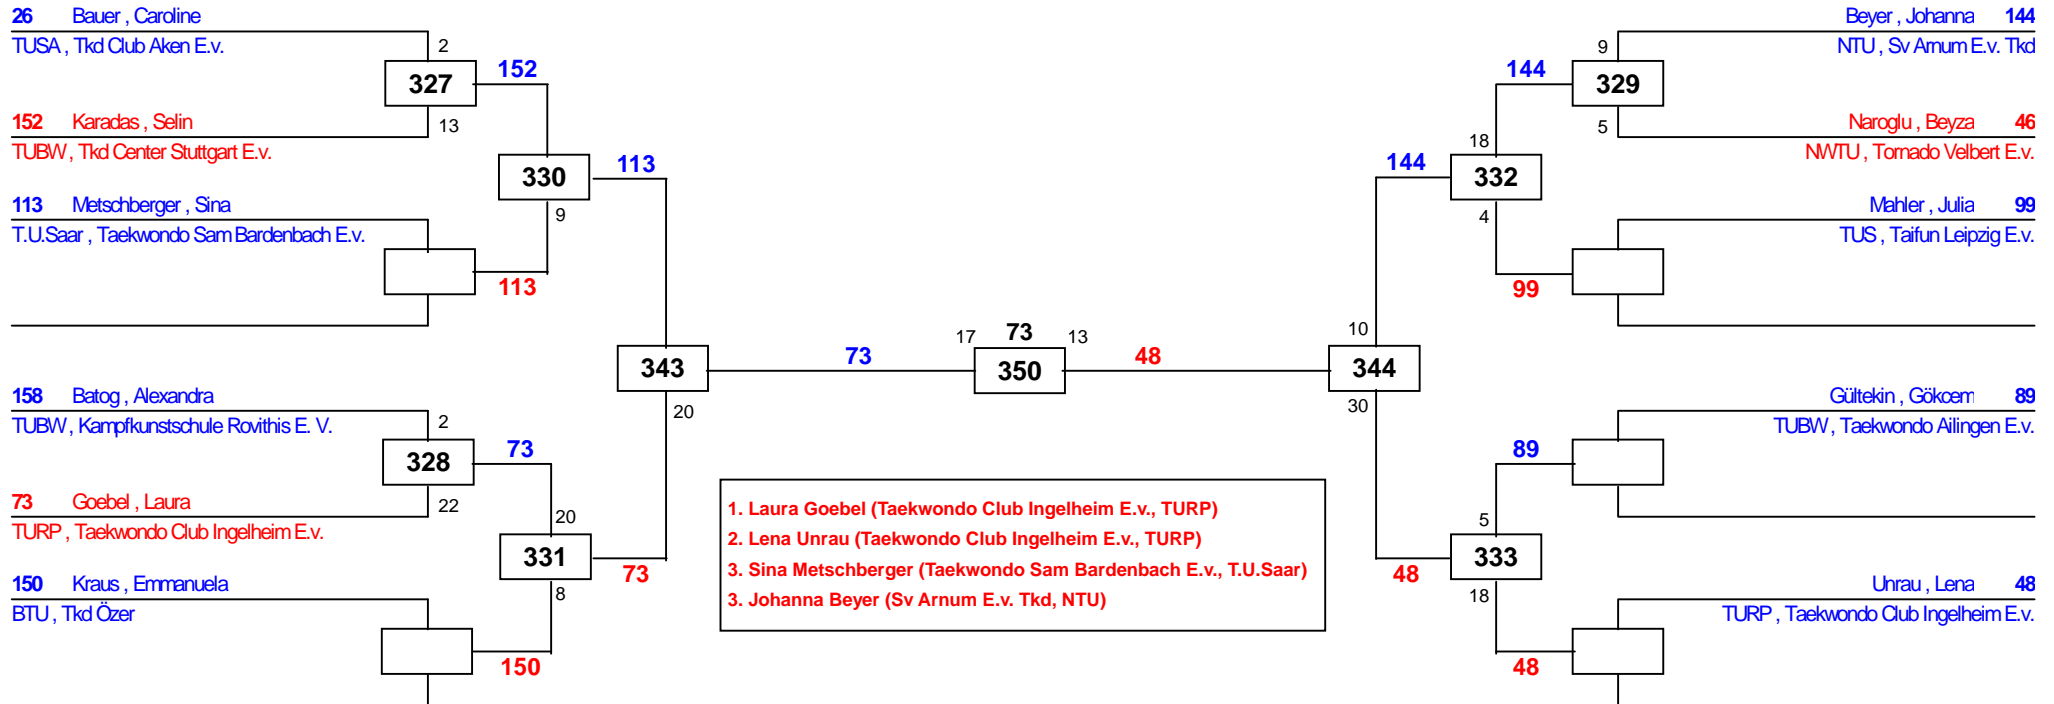 26 Bauer , Caroline
TUSA , Tkd Club Aken E.v.
2
327
152
13
152 Karadas , Selin
TUBW , Tkd Center Stuttgart E.v.
330
113
9
113 Metschberger , Sina
T.U.Saar , Taekwondo Sam Bardenbach E.v.
113
343
20
158 Batog , Alexandra
TUBW , Kampfkunstschule Rovithis E. V.
2
328
73
22
73 Goebel , Laura
TURP , Taekwondo Club Ingelheim E.v.
20
331
73
8
150 Kraus , Emmanuela
BTU , Tkd Özer
150
73
17 73 13
350
48
1. Laura Goebel (Taekwondo Club Ingelheim E.v., TURP)
2. Lena Unrau (Taekwondo Club Ingelheim E.v., TURP)
3. Sina Metschberger (Taekwondo Sam Bardenbach E.v., T.U.Saar)
3. Johanna Beyer (Sv Arnum E.v. Tkd, NTU)
Beyer , Johanna 144
NTU , Sv Arnum E.v. Tkd
9
144
329
5
Naroglu , Beyza 46
NWTU , Tornado Velbert E.v.
18
144
332
4
Mahler , Julia 99
TUS , Taifun Leipzig E.v.
99
10
344
30
Gültekin , Gökcem 89
TUBW , Taekwondo Ailingen E.v.
89
5
333
48
18
Unrau , Lena 48
TURP , Taekwondo Club Ingelheim E.v.
48